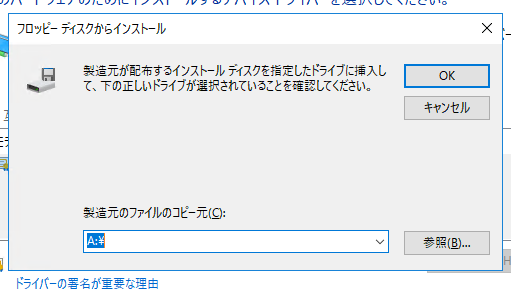 のハードウェアのためにインストールするデバイス ドライバーを選択してください。
フロッピー ディスクからインストール
製造元が配布するインストール ディスクを指定したドライブに挿入し
て、下の正しいドライブが選択されていることを確認してください。
OK
キャンセル
製造元のファイルのコピー元(C):
A:¥
参照(B)...
ドライバーの署名が重要な理由